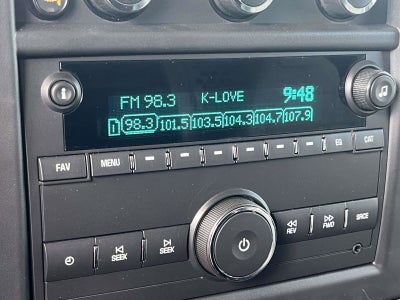 FM 98.3 K-LOVE 9:48
1 98.3 101.5 103.5 104.3 104.7 107.9
FAV MENU EQ CAT
SEEK SEEK REV FWD SRCE